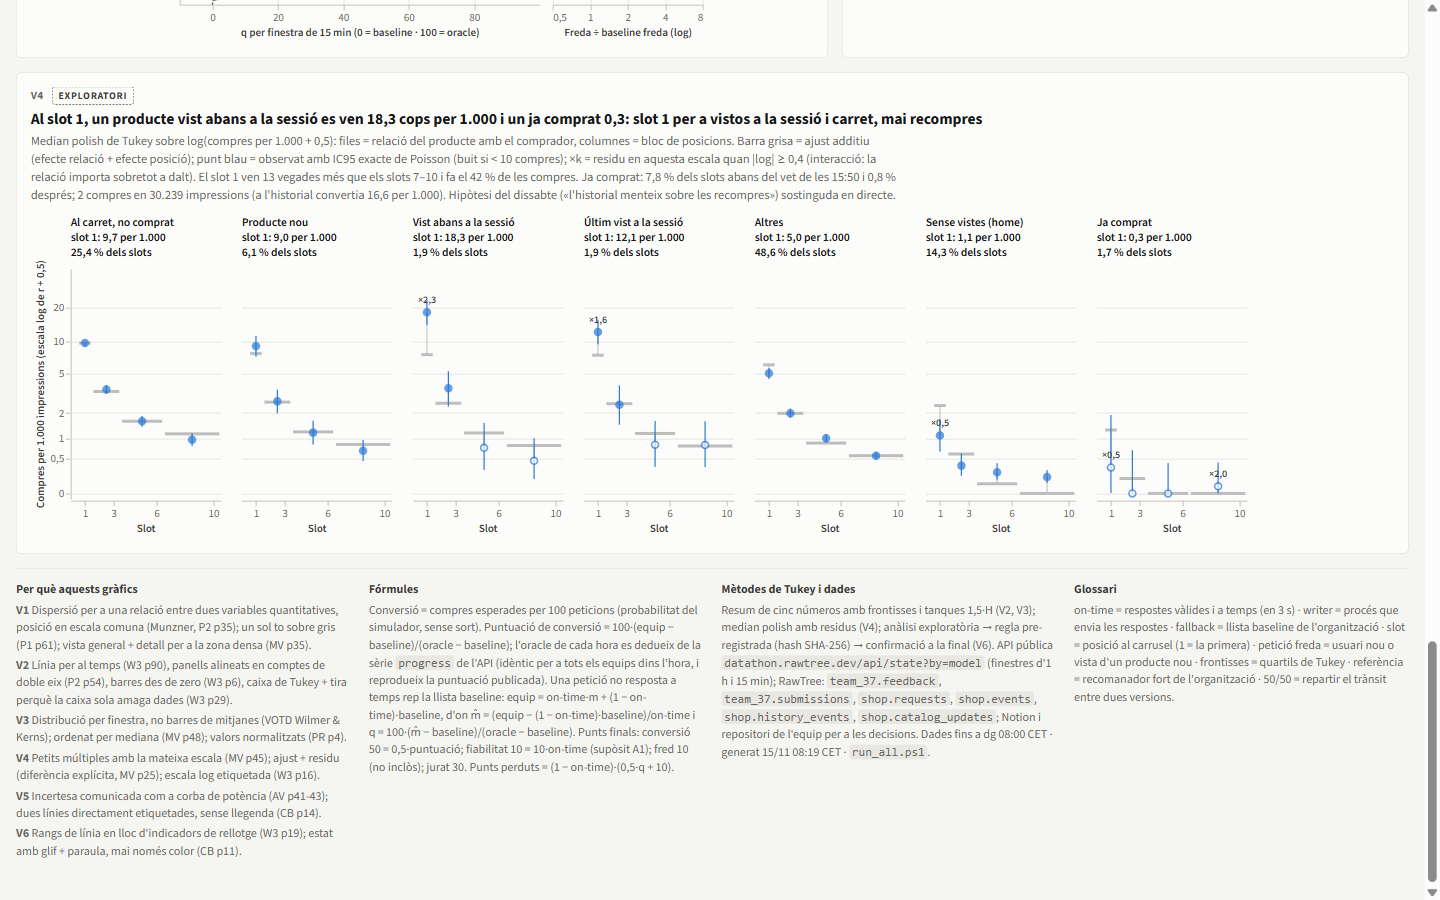 0 20 40 60 80
q per finestra de 15 min (0 = baseline · 100 = oracle)
0,5 1 2 4 8
Freda ÷ baseline freda (log)
V4 EXPLORATORI
Al slot 1, un producte vist abans a la sessió es ven 18,3 cops per 1.000 i un ja comprat 0,3: slot 1 per a vistos a la sessió i carret, mai recompres
Median polish de Tukey sobre log(compres per 1.000 + 0,5): files = relació del producte amb el comprador, columnes = bloc de posicions. Barra grisa = ajust additiu
(efecte relació + efecte posició); punt blau = observat amb IC95 exacte de Poisson (buit si < 10 compres); ×k = residu en aquesta escala quan |log| ≥ 0,4 (interacció: la
relació importa sobretot a dalt). El slot 1 ven 13 vegades més que els slots 7–10 i fa el 42 % de les compres. Ja comprat: 7,8 % dels slots abans del vet de les 15:50 i 0,8 %
després; 2 compres en 30.239 impressions (a l'historial convertia 16,6 per 1.000). Hipòtesi del dissabte («l'historial menteix sobre les recompres») sostinguda en directe.
Compres per 1.000 impressions (escala log de r + 0,5)
20
10
5
2
1
0,5
0
Al carret, no comprat
slot 1: 9,7 per 1.000
25,4 % dels slots
1 3 6 10
Slot
Producte nou
slot 1: 9,0 per 1.000
6,1 % dels slots
1 3 6 10
Slot
Vist abans a la sessió
slot 1: 18,3 per 1.000
1,9 % dels slots
×2,3
1 3 6 10
Slot
Últim vist a la sessió
slot 1: 12,1 per 1.000
1,9 % dels slots
×1,6
1 3 6 10
Slot
Altres
slot 1: 5,0 per 1.000
48,6 % dels slots
1 3 6 10
Slot
Sense vistes (home)
slot 1: 1,1 per 1.000
14,3 % dels slots
×0,5
1 3 6 10
Slot
Ja comprat
slot 1: 0,3 per 1.000
1,7 % dels slots
×0,5
×2,0
1 3 6 10
Slot
Per què aquests gràfics
V1 Dispersió per a una relació entre dues variables quantitatives,
posició en escala comuna (Munzner, P2 p35); un sol to sobre gris
(P1 p61); vista general + detall per a la zona densa (MV p35).
V2 Línia per al temps (W3 p90), panells alineats en comptes de
doble eix (P2 p54), barres des de zero (W3 p6), caixa de Tukey + tira
perquè la caixa sola amaga dades (W3 p29).
V3 Distribució per finestra, no barres de mitjanes (VOTD Wilmer &
Kerns); ordenat per mediana (MV p48); valors normalitzats (PR p4).
V4 Petits múltiples amb la mateixa escala (MV p45); ajust + residu
(diferència explícita, MV p25); escala log etiquetada (W3 p16).
V5 Incertesa comunicada com a corba de potència (AV p41-43);
dues línies directament etiquetades, sense llegenda (CB p14).
V6 Rangs de línia en lloc d'indicadors de rellotge (W3 p19); estat
amb glif + paraula, mai només color (CB p11).
Fórmules
Conversió = compres esperades per 100 peticions (probabilitat del
simulador, sense sort). Puntuació de conversió = 100·(equip −
baseline)/(oracle − baseline); l'oracle de cada hora es dedueix de la
sèrie progress de l'API (idèntic per a tots els equips dins l'hora, i
reprodueix la puntuació publicada). Una petició no resposta a
temps rep la llista baseline: equip = on-time·m + (1 − on-
time)·baseline, d'on m̂ = (equip − (1 − on-time)·baseline)/on-time i
q = 100·(m̂ − baseline)/(oracle − baseline). Punts finals: conversió
50 = 0,5·puntuació; fiabilitat 10 = 10·on-time (supòsit A1); fred 10
(no inclòs); jurat 30. Punts perduts = (1 − on-time)·(0,5·q + 10).
Mètodes de Tukey i dades
Resum de cinc números amb frontisses i tanques 1,5·H (V2, V3);
median polish amb residus (V4); anàlisi exploratòria → regla pre-
registrada (hash SHA-256) → confirmació a la final (V6). API pública
datathon.rawtree.dev/api/state?by=model (finestres d'1
h i 15 min); RawTree: team_37.feedback,
team_37.submissions, shop.requests, shop.events,
shop.history_events, shop.catalog_updates; Notion i
repositori de l'equip per a les decisions. Dades fins a dg 08:00 CET ·
generat 15/11 08:19 CET · run_all.ps1.
Glossari
on-time = respostes vàlides i a temps (en 3 s) · writer = procés que
envia les respostes · fallback = llista baseline de l'organització · slot
= posició al carrusel (1 = la primera) · petició freda = usuari nou o
vista d'un producte nou · frontisses = quartils de Tukey · referència
= recomanador fort de l'organització · 50/50 = repartir el trànsit
entre dues versions.